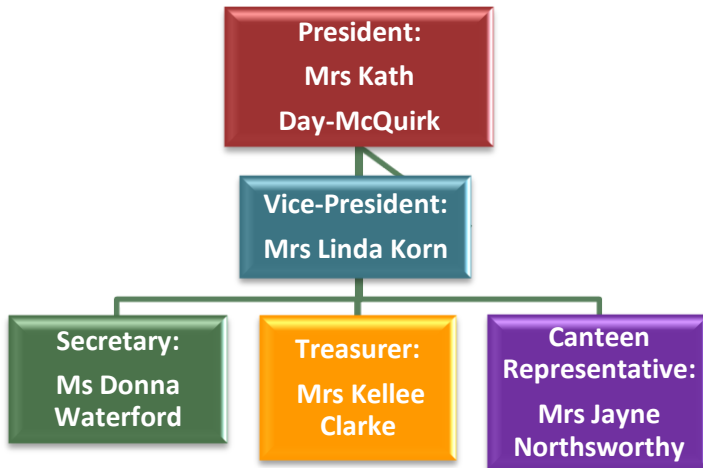 President:
Mrs Kath
Day-McQuirk
Vice-President:
Mrs Linda Korn
Secretary:
Ms Donna
Waterford
Treasurer:
Mrs Kellee
Clarke
Canteen
Representative:
Mrs Jayne
Northsworthy